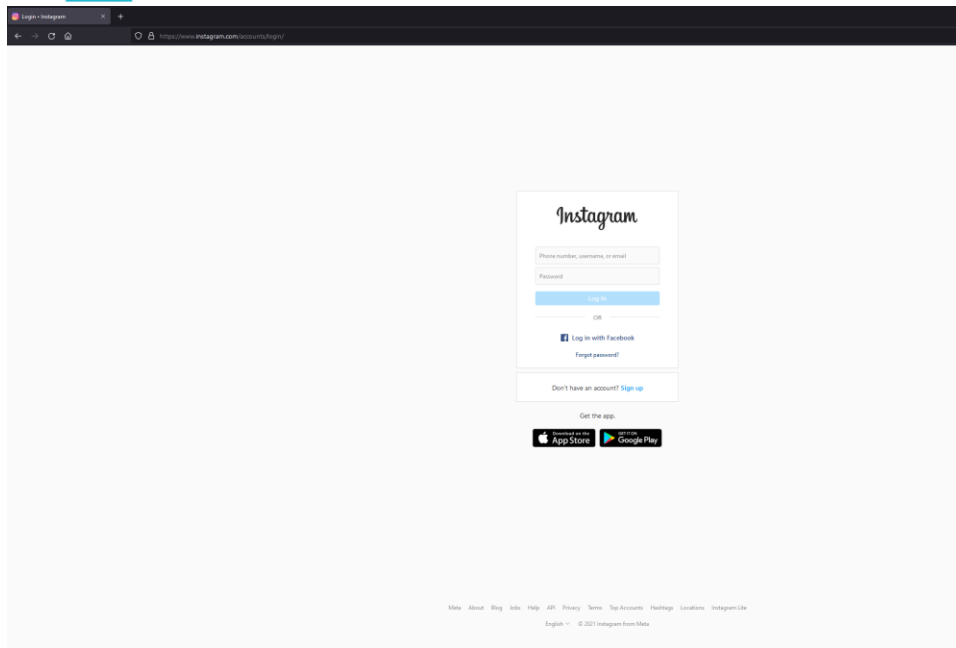 Login • Instagram
https://www.instagram.com/accounts/login/
Instagram
Phone number, username, or email
Password
Log In
OR
Log in with Facebook
Forgot password?
Don't have an account? Sign up
Get the app.
Download on the
App Store
GET IT ON
Google Play
Meta About Blog Jobs Help API Privacy Terms Top Accounts Hashtags Locations Instagram Lite
English © 2021 Instagram from Meta